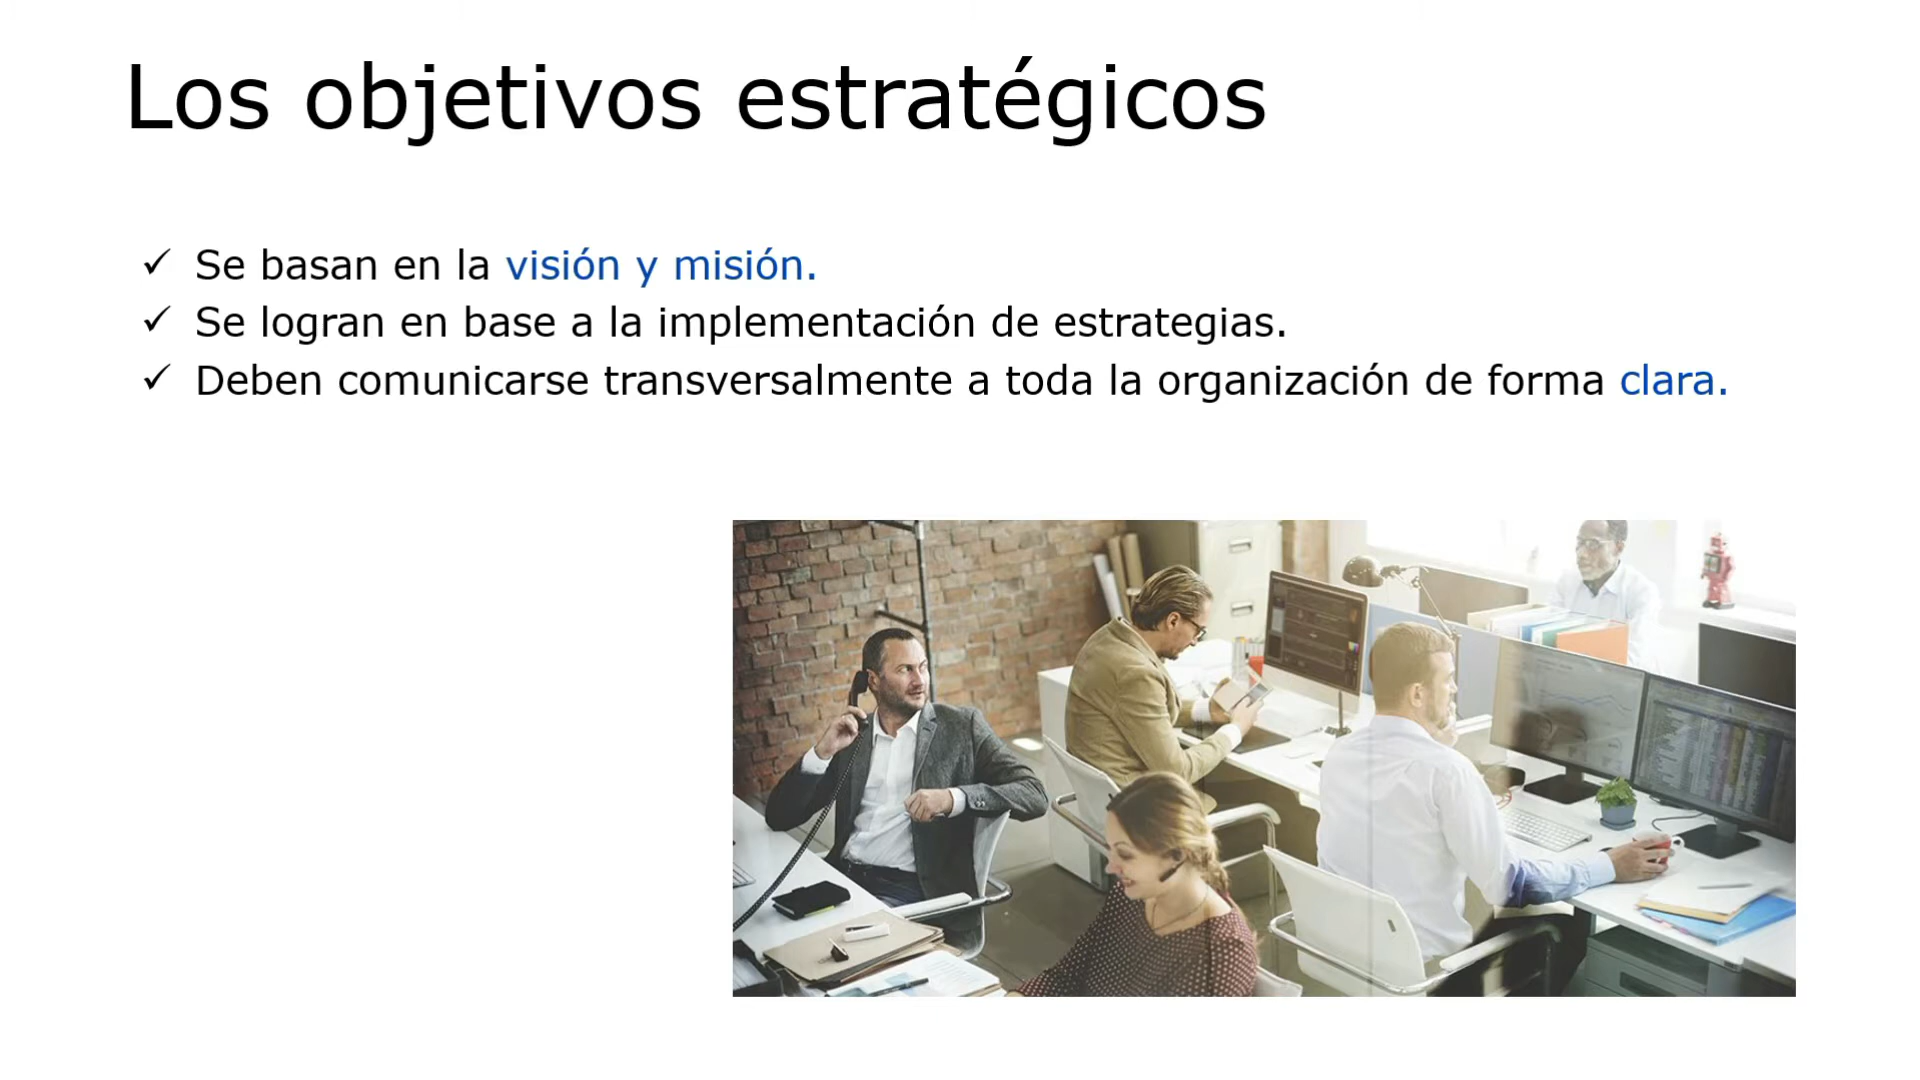 Los objetivos estratégicos
✓ Se basan en la visión y misión.
✓ Se logran en base a la implementación de estrategias.
✓ Deben comunicarse transversalmente a toda la organización de forma clara.